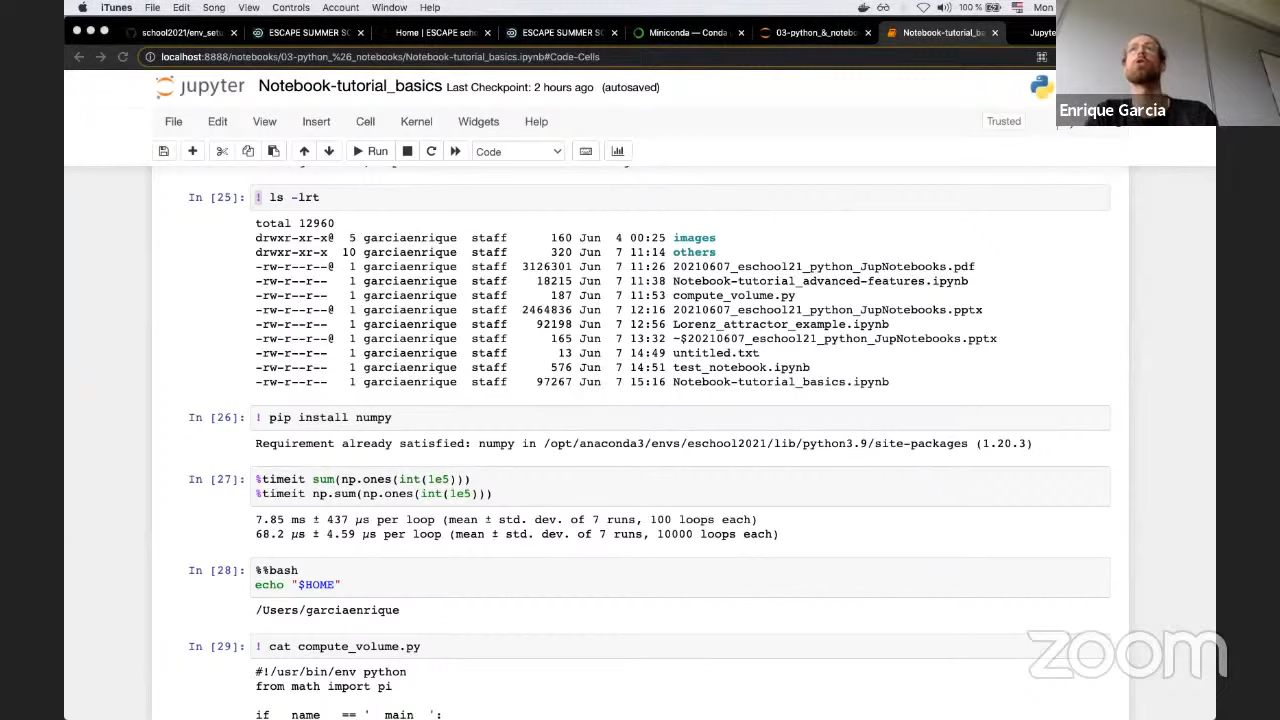 iTunes File Edit Song View Controls Account Window Help 100 % Mon
school2021/env_setu ESCAPE SUMMER SC Home | ESCAPE scho ESCAPE SUMMER SC Miniconda — Conda 03-python_&_noteboo Notebook-tutorial_ba Jupyte
localhost:8888/notebooks/03-python_%26_notebooks/Notebook-tutorial_basics.ipynb#Code-Cells
jupyter Notebook-tutorial_basics Last Checkpoint: 2 hours ago (autosaved)
Enrique Garcia
File Edit View Insert Cell Kernel Widgets Help Trusted
Run Code
In [25]: ! ls -lrt
total 12960
drwxr-xr-x@ 5 garciaenrique staff 160 Jun 4 00:25 images
drwxr-xr-x 10 garciaenrique staff 320 Jun 7 11:14 others
-rw-r--r--@ 1 garciaenrique staff 3126301 Jun 7 11:26 20210607_eschool21_python_JupNotebooks.pdf
-rw-r--r-- 1 garciaenrique staff 18215 Jun 7 11:38 Notebook-tutorial_advanced-features.ipynb
-rw-r--r-- 1 garciaenrique staff 187 Jun 7 11:53 compute_volume.py
-rw-r--r--@ 1 garciaenrique staff 2464836 Jun 7 12:16 20210607_eschool21_python_JupNotebooks.pptx
-rw-r--r-- 1 garciaenrique staff 92198 Jun 7 12:56 Lorenz_attractor_example.ipynb
-rw-r--r--@ 1 garciaenrique staff 165 Jun 7 13:32 ~$20210607_eschool21_python_JupNotebooks.pptx
-rw-r--r-- 1 garciaenrique staff 13 Jun 7 14:49 untitled.txt
-rw-r--r-- 1 garciaenrique staff 576 Jun 7 14:51 test_notebook.ipynb
-rw-r--r-- 1 garciaenrique staff 97267 Jun 7 15:16 Notebook-tutorial_basics.ipynb
In [26]: ! pip install numpy
Requirement already satisfied: numpy in /opt/anaconda3/envs/eschool2021/lib/python3.9/site-packages (1.20.3)
In [27]: %timeit sum(np.ones(int(1e5)))
%timeit np.sum(np.ones(int(1e5)))
7.85 ms ± 437 µs per loop (mean ± std. dev. of 7 runs, 100 loops each)
68.2 µs ± 4.59 µs per loop (mean ± std. dev. of 7 runs, 10000 loops each)
In [28]: %%bash
echo "$HOME"
/Users/garciaenrique
In [29]: ! cat compute_volume.py
#!/usr/bin/env python
from math import pi
if __name__ == '__main__':
zoom